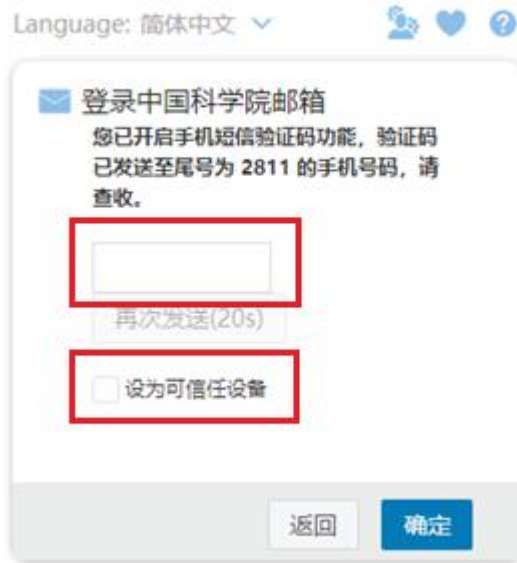 Language: 简体中文
登录中国科学院邮箱
您已开启手机短信验证码功能，验证码
已发送至尾号为 2811 的手机号码，请
查收。
再次发送(20s)
设为可信任设备
返回
确定